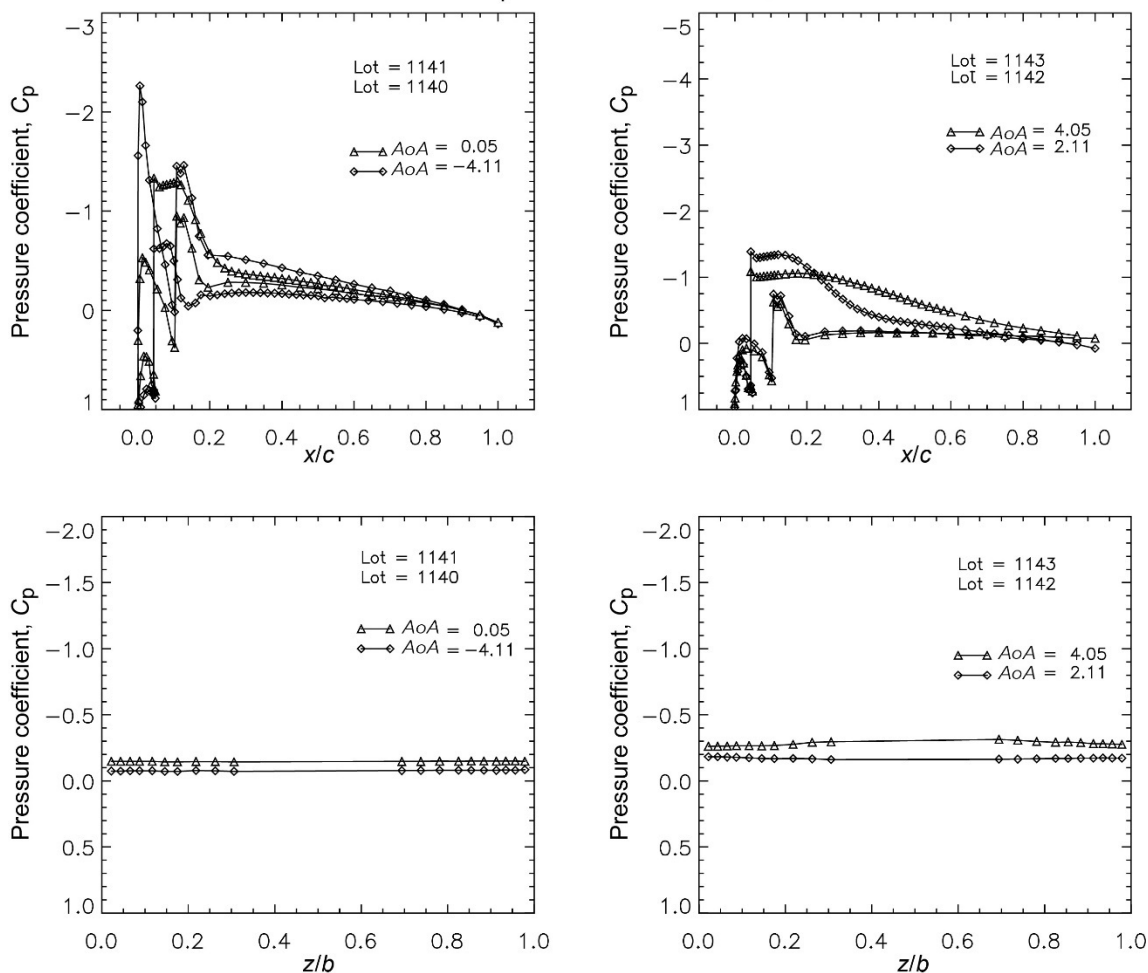 −3
−2
−1
0
1
Pressure coefficient, Cp
Lot = 1141
Lot = 1140
AoA = 0.05
AoA = −4.11
0.0 0.2 0.4 0.6 0.8 1.0
x/c
−5
−4
−3
−2
−1
0
1
Pressure coefficient, Cp
Lot = 1143
Lot = 1142
AoA = 4.05
AoA = 2.11
0.0 0.2 0.4 0.6 0.8 1.0
x/c
−2.0
−1.5
−1.0
−0.5
0.0
0.5
1.0
Pressure coefficient, Cp
Lot = 1141
Lot = 1140
AoA = 0.05
AoA = −4.11
0.0 0.2 0.4 0.6 0.8 1.0
z/b
−2.0
−1.5
−1.0
−0.5
0.0
0.5
1.0
Pressure coefficient, Cp
Lot = 1143
Lot = 1142
AoA = 4.05
AoA = 2.11
0.0 0.2 0.4 0.6 0.8 1.0
z/b